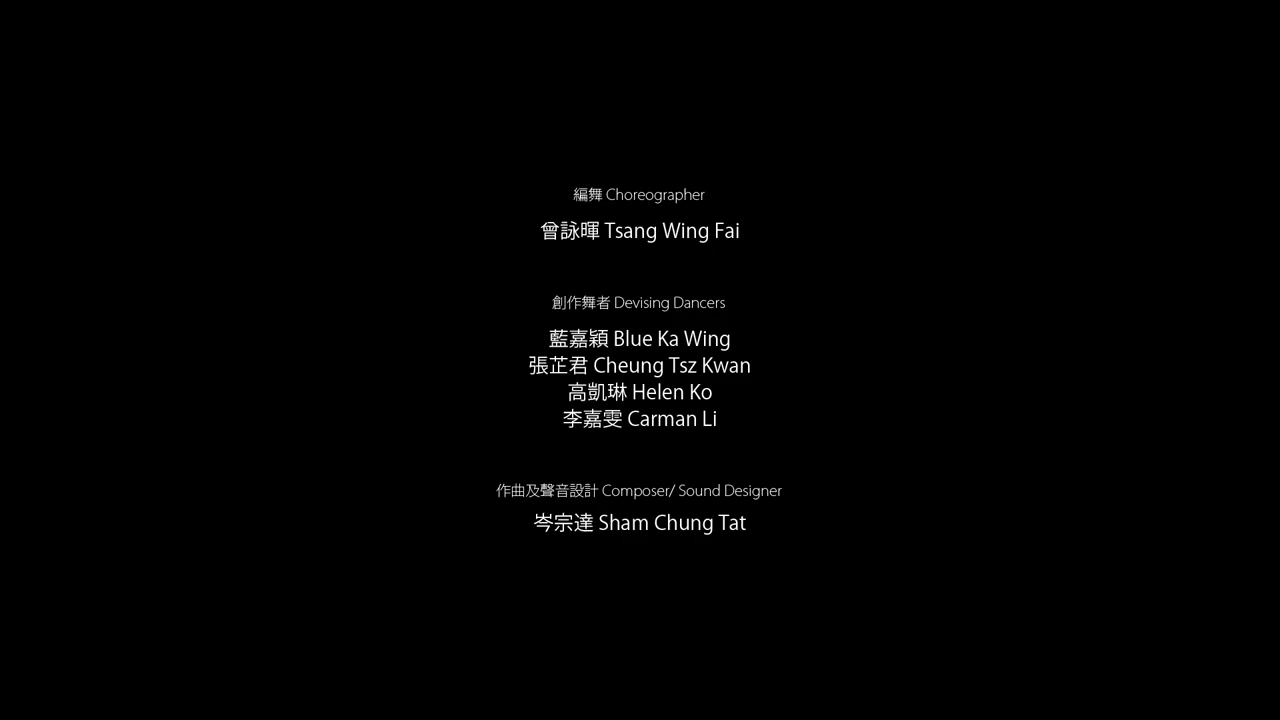 編舞 Choreographer
曾詠暉 Tsang Wing Fai
創作舞者 Devising Dancers
藍嘉穎 Blue Ka Wing
張芷君 Cheung Tsz Kwan
高凱琳 Helen Ko
李嘉雯 Carman Li
作曲及聲音設計 Composer/ Sound Designer
岑宗達 Sham Chung Tat